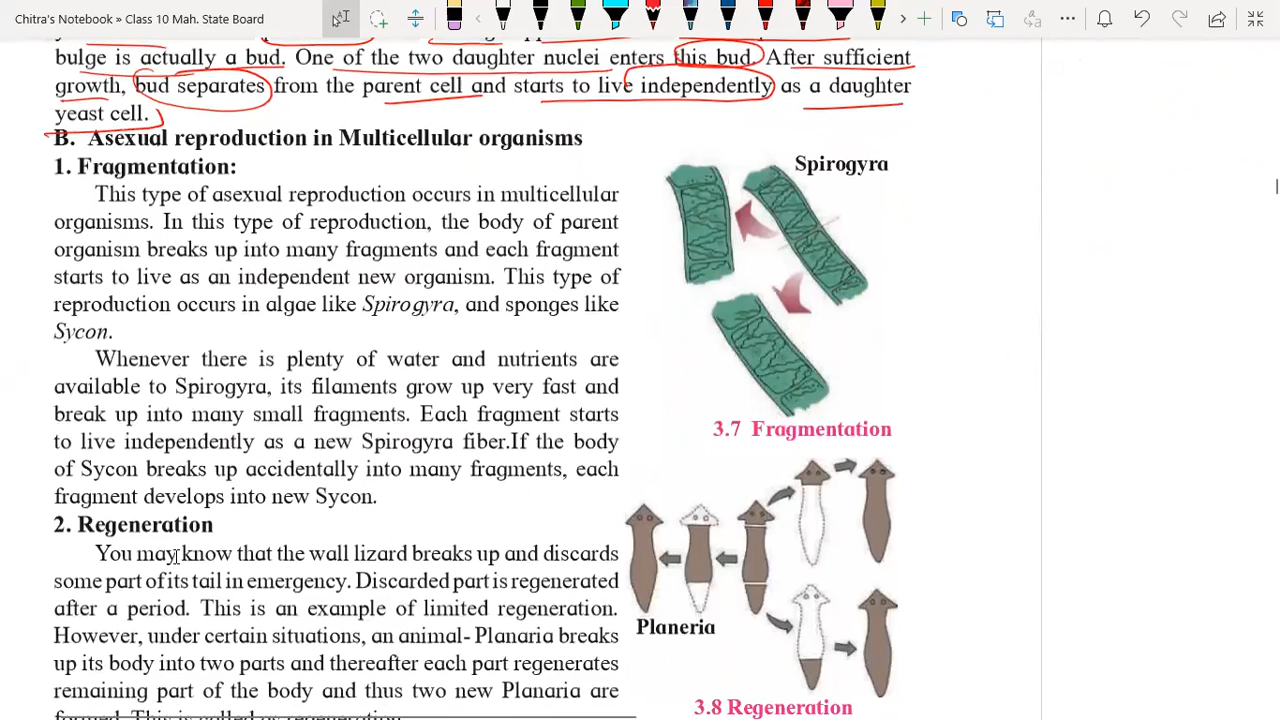 Chitra's Notebook » Class 10 Mah. State Board
bulge is actually a bud. One of the two daughter nuclei enters this bud. After sufficient
growth, bud separates from the parent cell and starts to live independently as a daughter
yeast cell.
B. Asexual reproduction in Multicellular organisms
1. Fragmentation:
This type of asexual reproduction occurs in multicellular
organisms. In this type of reproduction, the body of parent
organism breaks up into many fragments and each fragment
starts to live as an independent new organism. This type of
reproduction occurs in algae like Spirogyra, and sponges like
Sycon.
Whenever there is plenty of water and nutrients are
available to Spirogyra, its filaments grow up very fast and
break up into many small fragments. Each fragment starts
to live independently as a new Spirogyra fiber.If the body
of Sycon breaks up accidentally into many fragments, each
fragment develops into new Sycon.
2. Regeneration
You may know that the wall lizard breaks up and discards
some part of its tail in emergency. Discarded part is regenerated
after a period. This is an example of limited regeneration.
However, under certain situations, an animal- Planaria breaks
up its body into two parts and thereafter each part regenerates
remaining part of the body and thus two new Planaria are
formed. This is called as regeneration.
Spirogyra
3.7 Fragmentation
Planeria
3.8 Regeneration